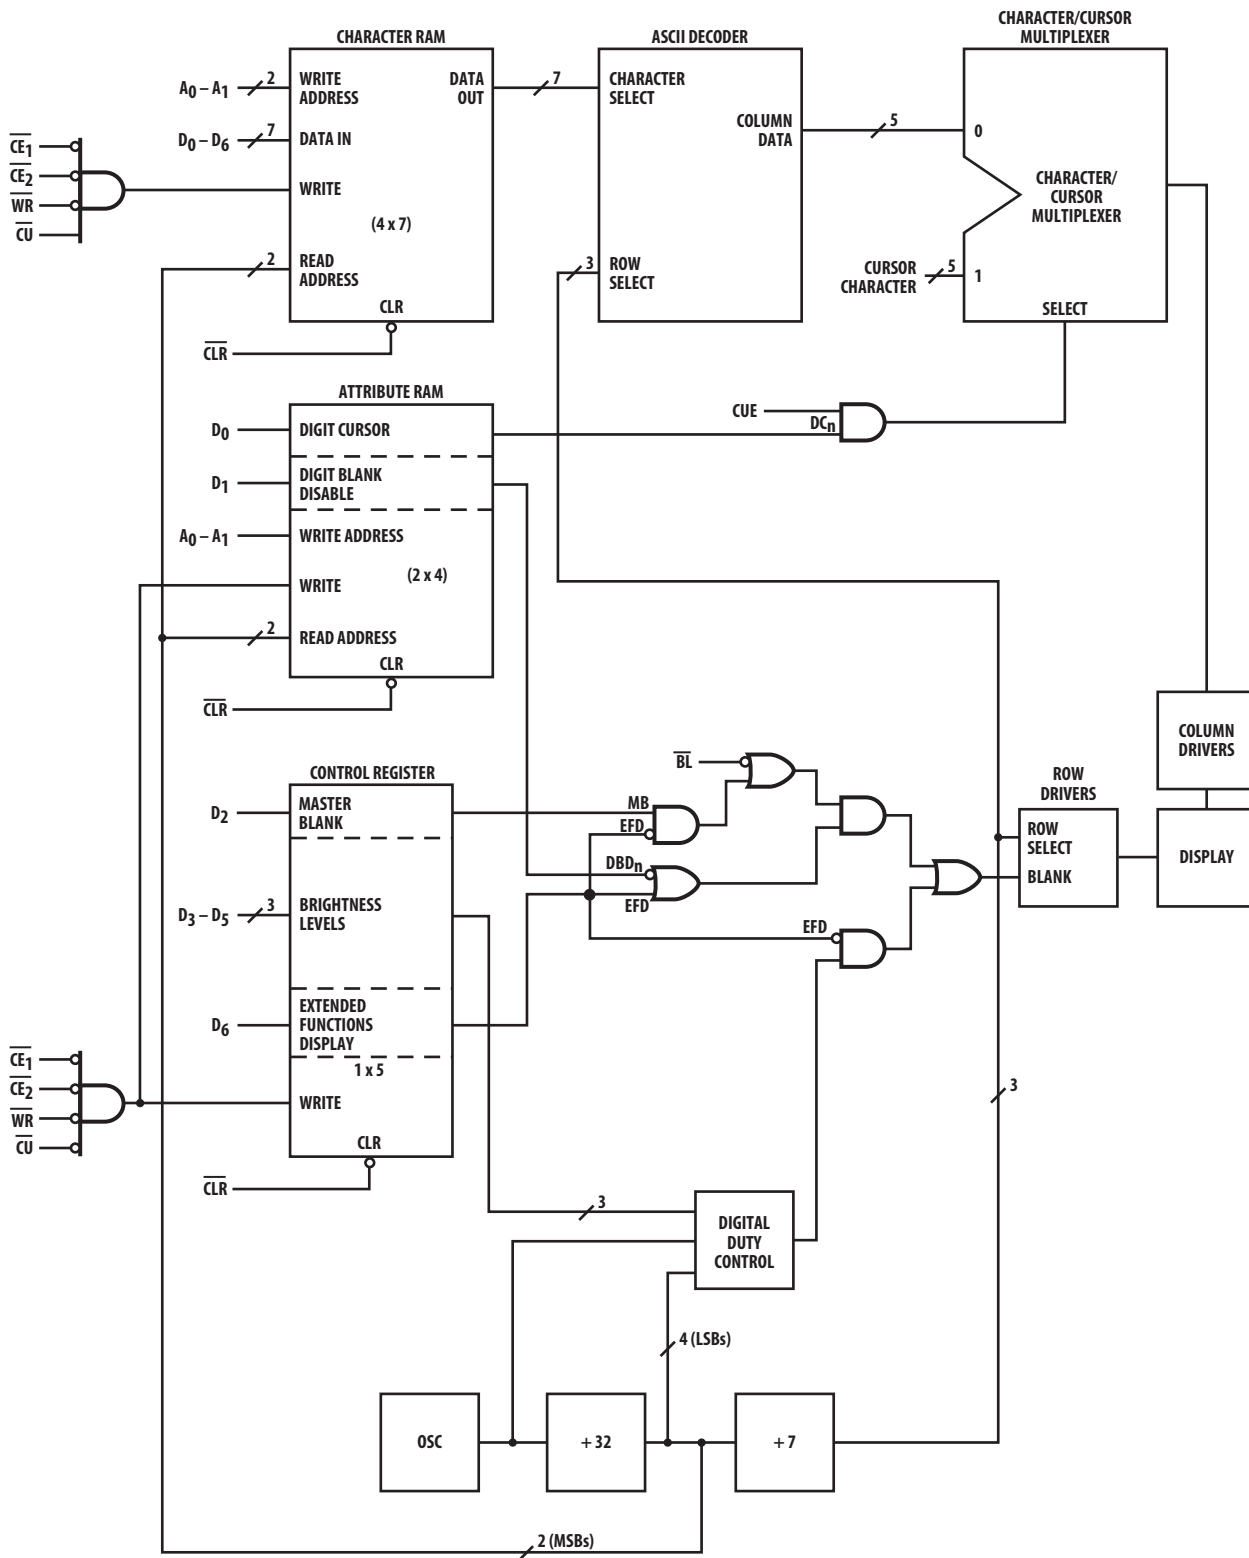 CHARACTER RAM
A0 – A1
2
WRITE ADDRESS
DATA OUT
7
D0 – D6
7
DATA IN
CE1
CE2
WR
CU
WRITE
(4 x 7)
2
READ ADDRESS
CLR
CLR
ASCII DECODER
CHARACTER SELECT
COLUMN DATA
3
ROW SELECT
CHARACTER/CURSOR MULTIPLEXER
5
0
CHARACTER/
CURSOR
MULTIPLEXER
CURSOR CHARACTER
5
1
SELECT
ATTRIBUTE RAM
D0
DIGIT CURSOR
D1
DIGIT BLANK DISABLE
A0 – A1
WRITE ADDRESS
(2 x 4)
WRITE
2
READ ADDRESS
CLR
CLR
CUE
DCn
COLUMN DRIVERS
CONTROL REGISTER
D2
MASTER BLANK
D3 – D5
3
BRIGHTNESS LEVELS
D6
EXTENDED FUNCTIONS DISPLAY
1 x 5
CE1
CE2
WR
CU
WRITE
CLR
CLR
BL
MB
EFD
DBDn
EFD
EFD
ROW DRIVERS
ROW SELECT
BLANK
DISPLAY
3
3
DIGITAL DUTY CONTROL
4 (LSBs)
OSC
+ 32
+ 7
2 (MSBs)